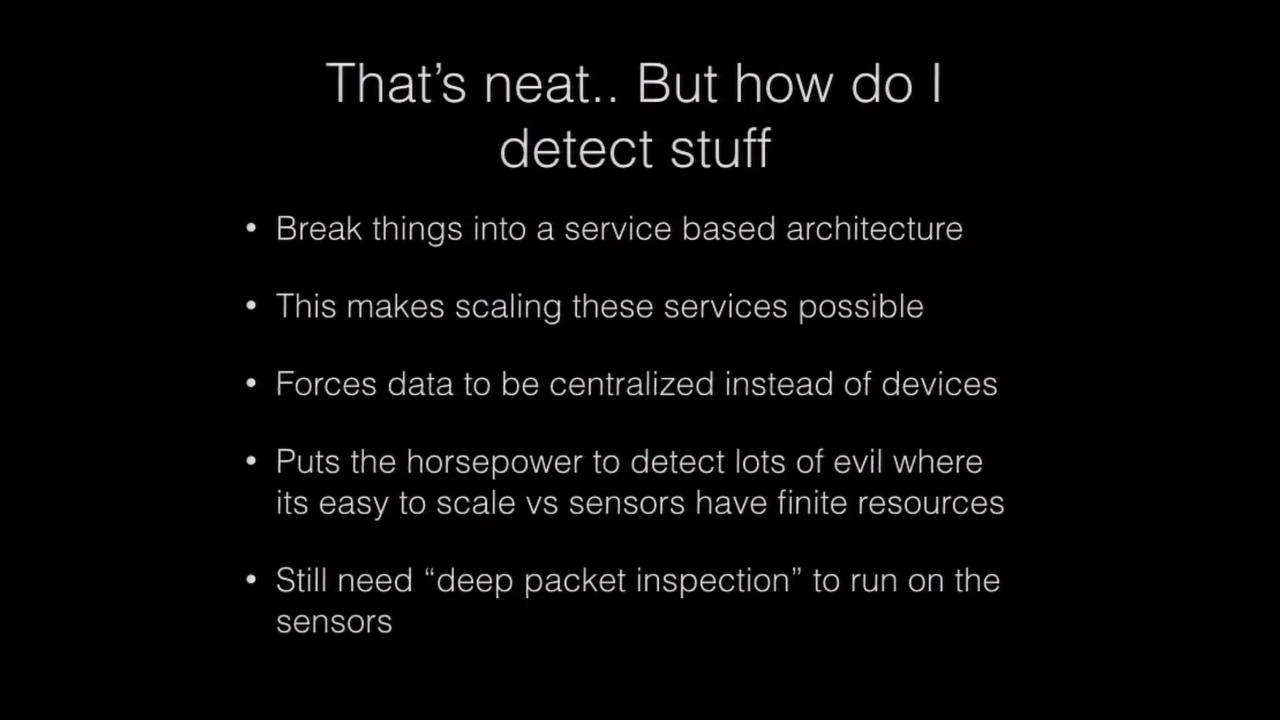 That’s neat.. But how do I
detect stuff
• Break things into a service based architecture
• This makes scaling these services possible
• Forces data to be centralized instead of devices
• Puts the horsepower to detect lots of evil where
its easy to scale vs sensors have finite resources
• Still need “deep packet inspection” to run on the
sensors